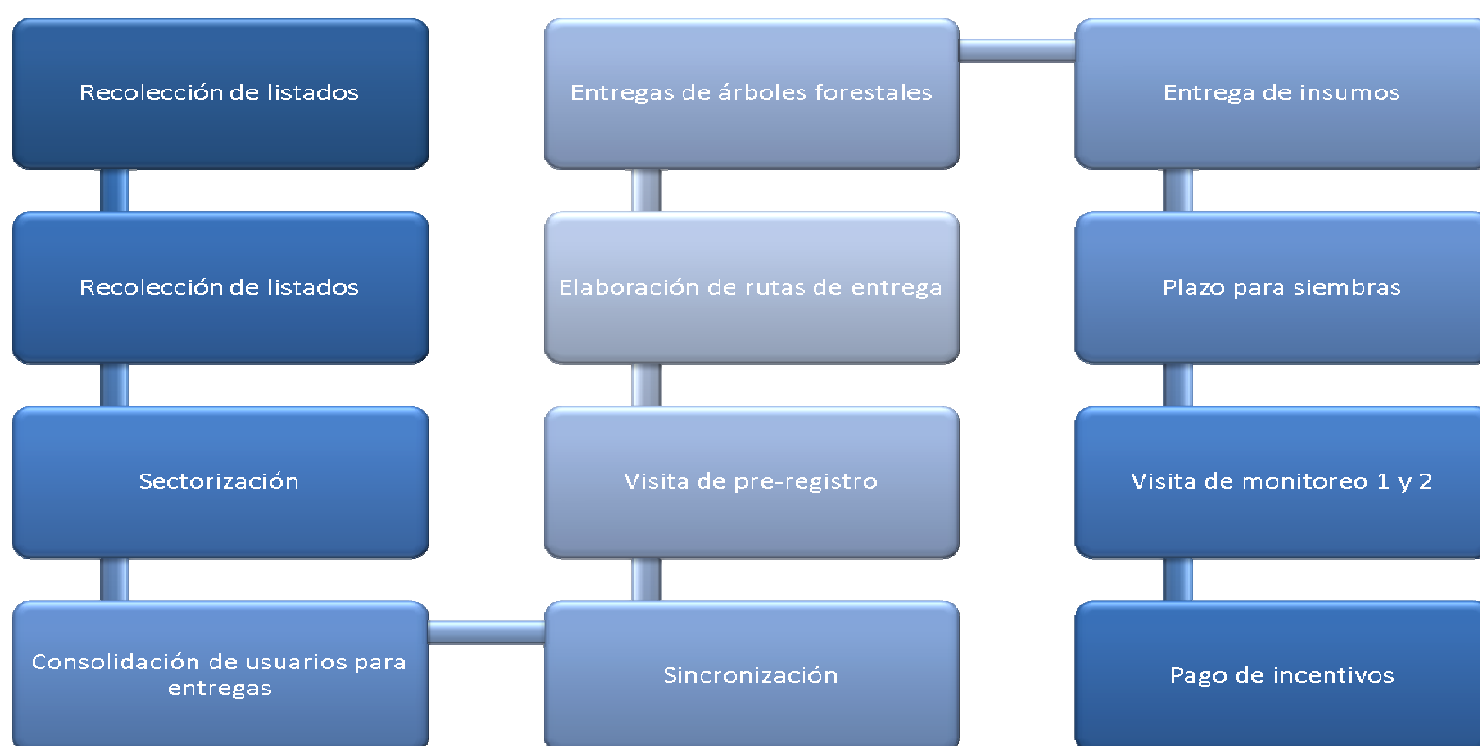 Recolección de listados
Recolección de listados
Sectorización
Consolidación de usuarios para
entregas
Sincronización
Visita de pre-registro
Elaboración de rutas de entrega
Entregas de árboles forestales
Entrega de insumos
Plazo para siembras
Visita de monitoreo 1 y 2
Pago de incentivos